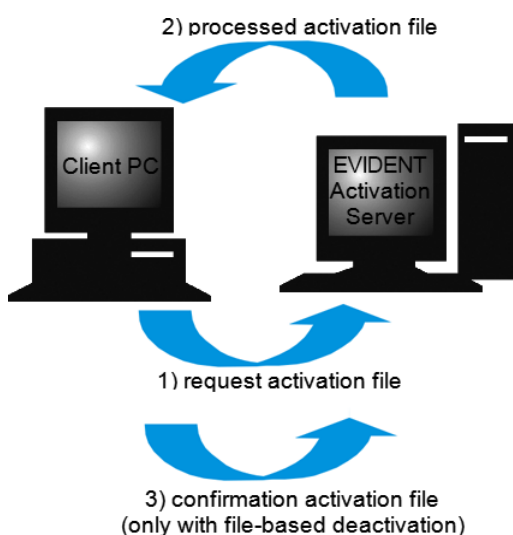 2) processed activation file
Client PC
EVIDENT
Activation
Server
1) request activation file
3) confirmation activation file
(only with file-based deactivation)